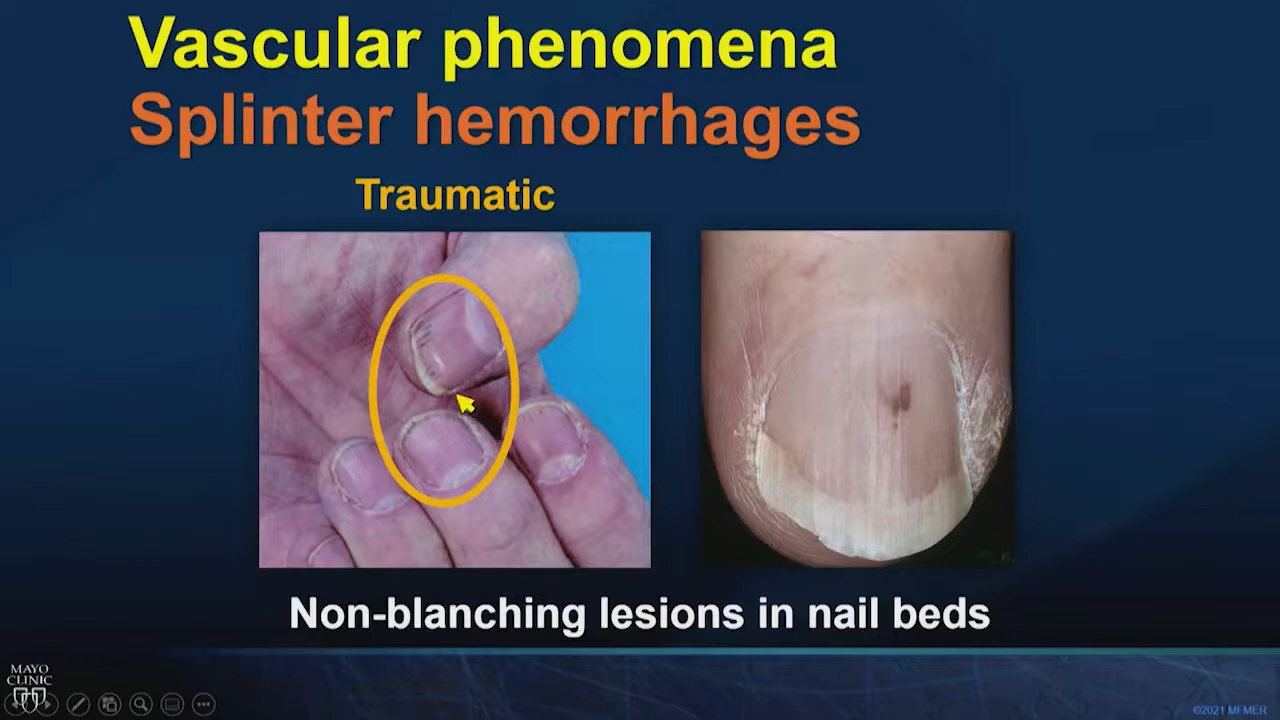 Vascular phenomena
Splinter hemorrhages
Traumatic
Non-blanching lesions in nail beds
MAYO
CLINIC
©2021 MFMER